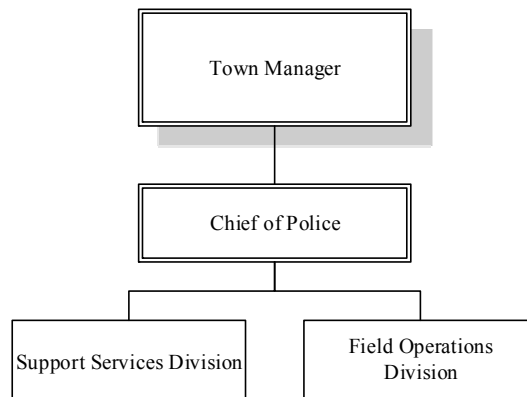 Town Manager
Chief of Police
Support Services Division
Field Operations
Division